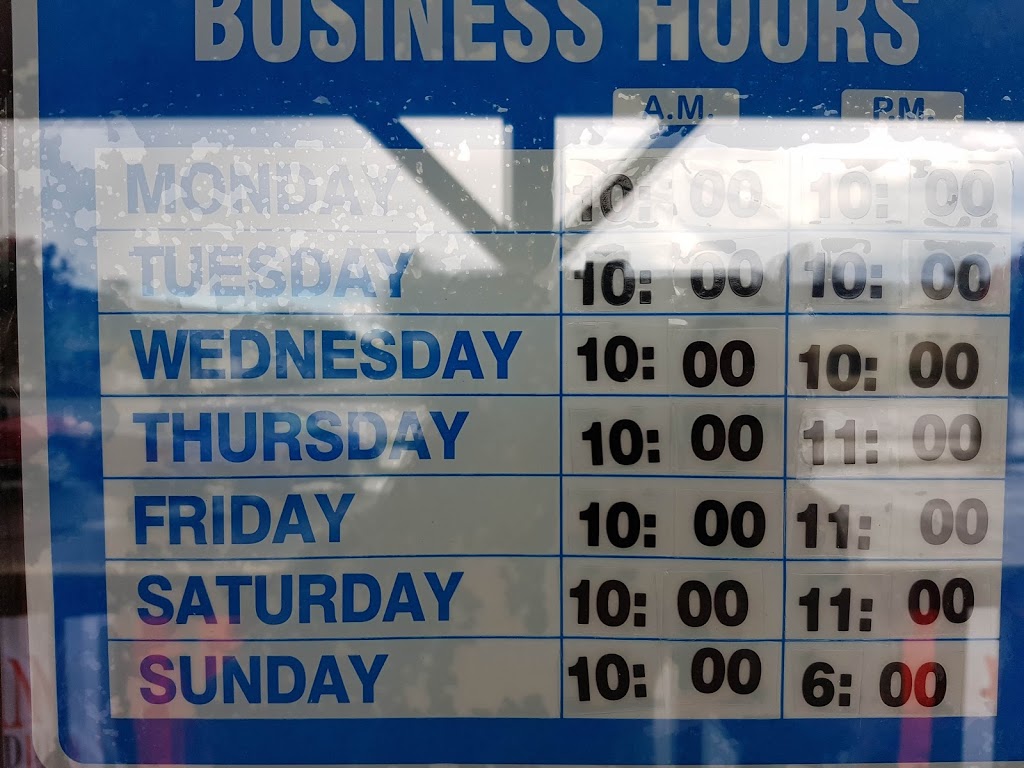 BUSINESS HOURS
A.M. P.M.
MONDAY 10: 00 10: 00
TUESDAY 10: 00 10: 00
WEDNESDAY 10: 00 10: 00
THURSDAY 10: 00 11: 00
FRIDAY 10: 00 11: 00
SATURDAY 10: 00 11: 00
SUNDAY 10: 00 6: 00